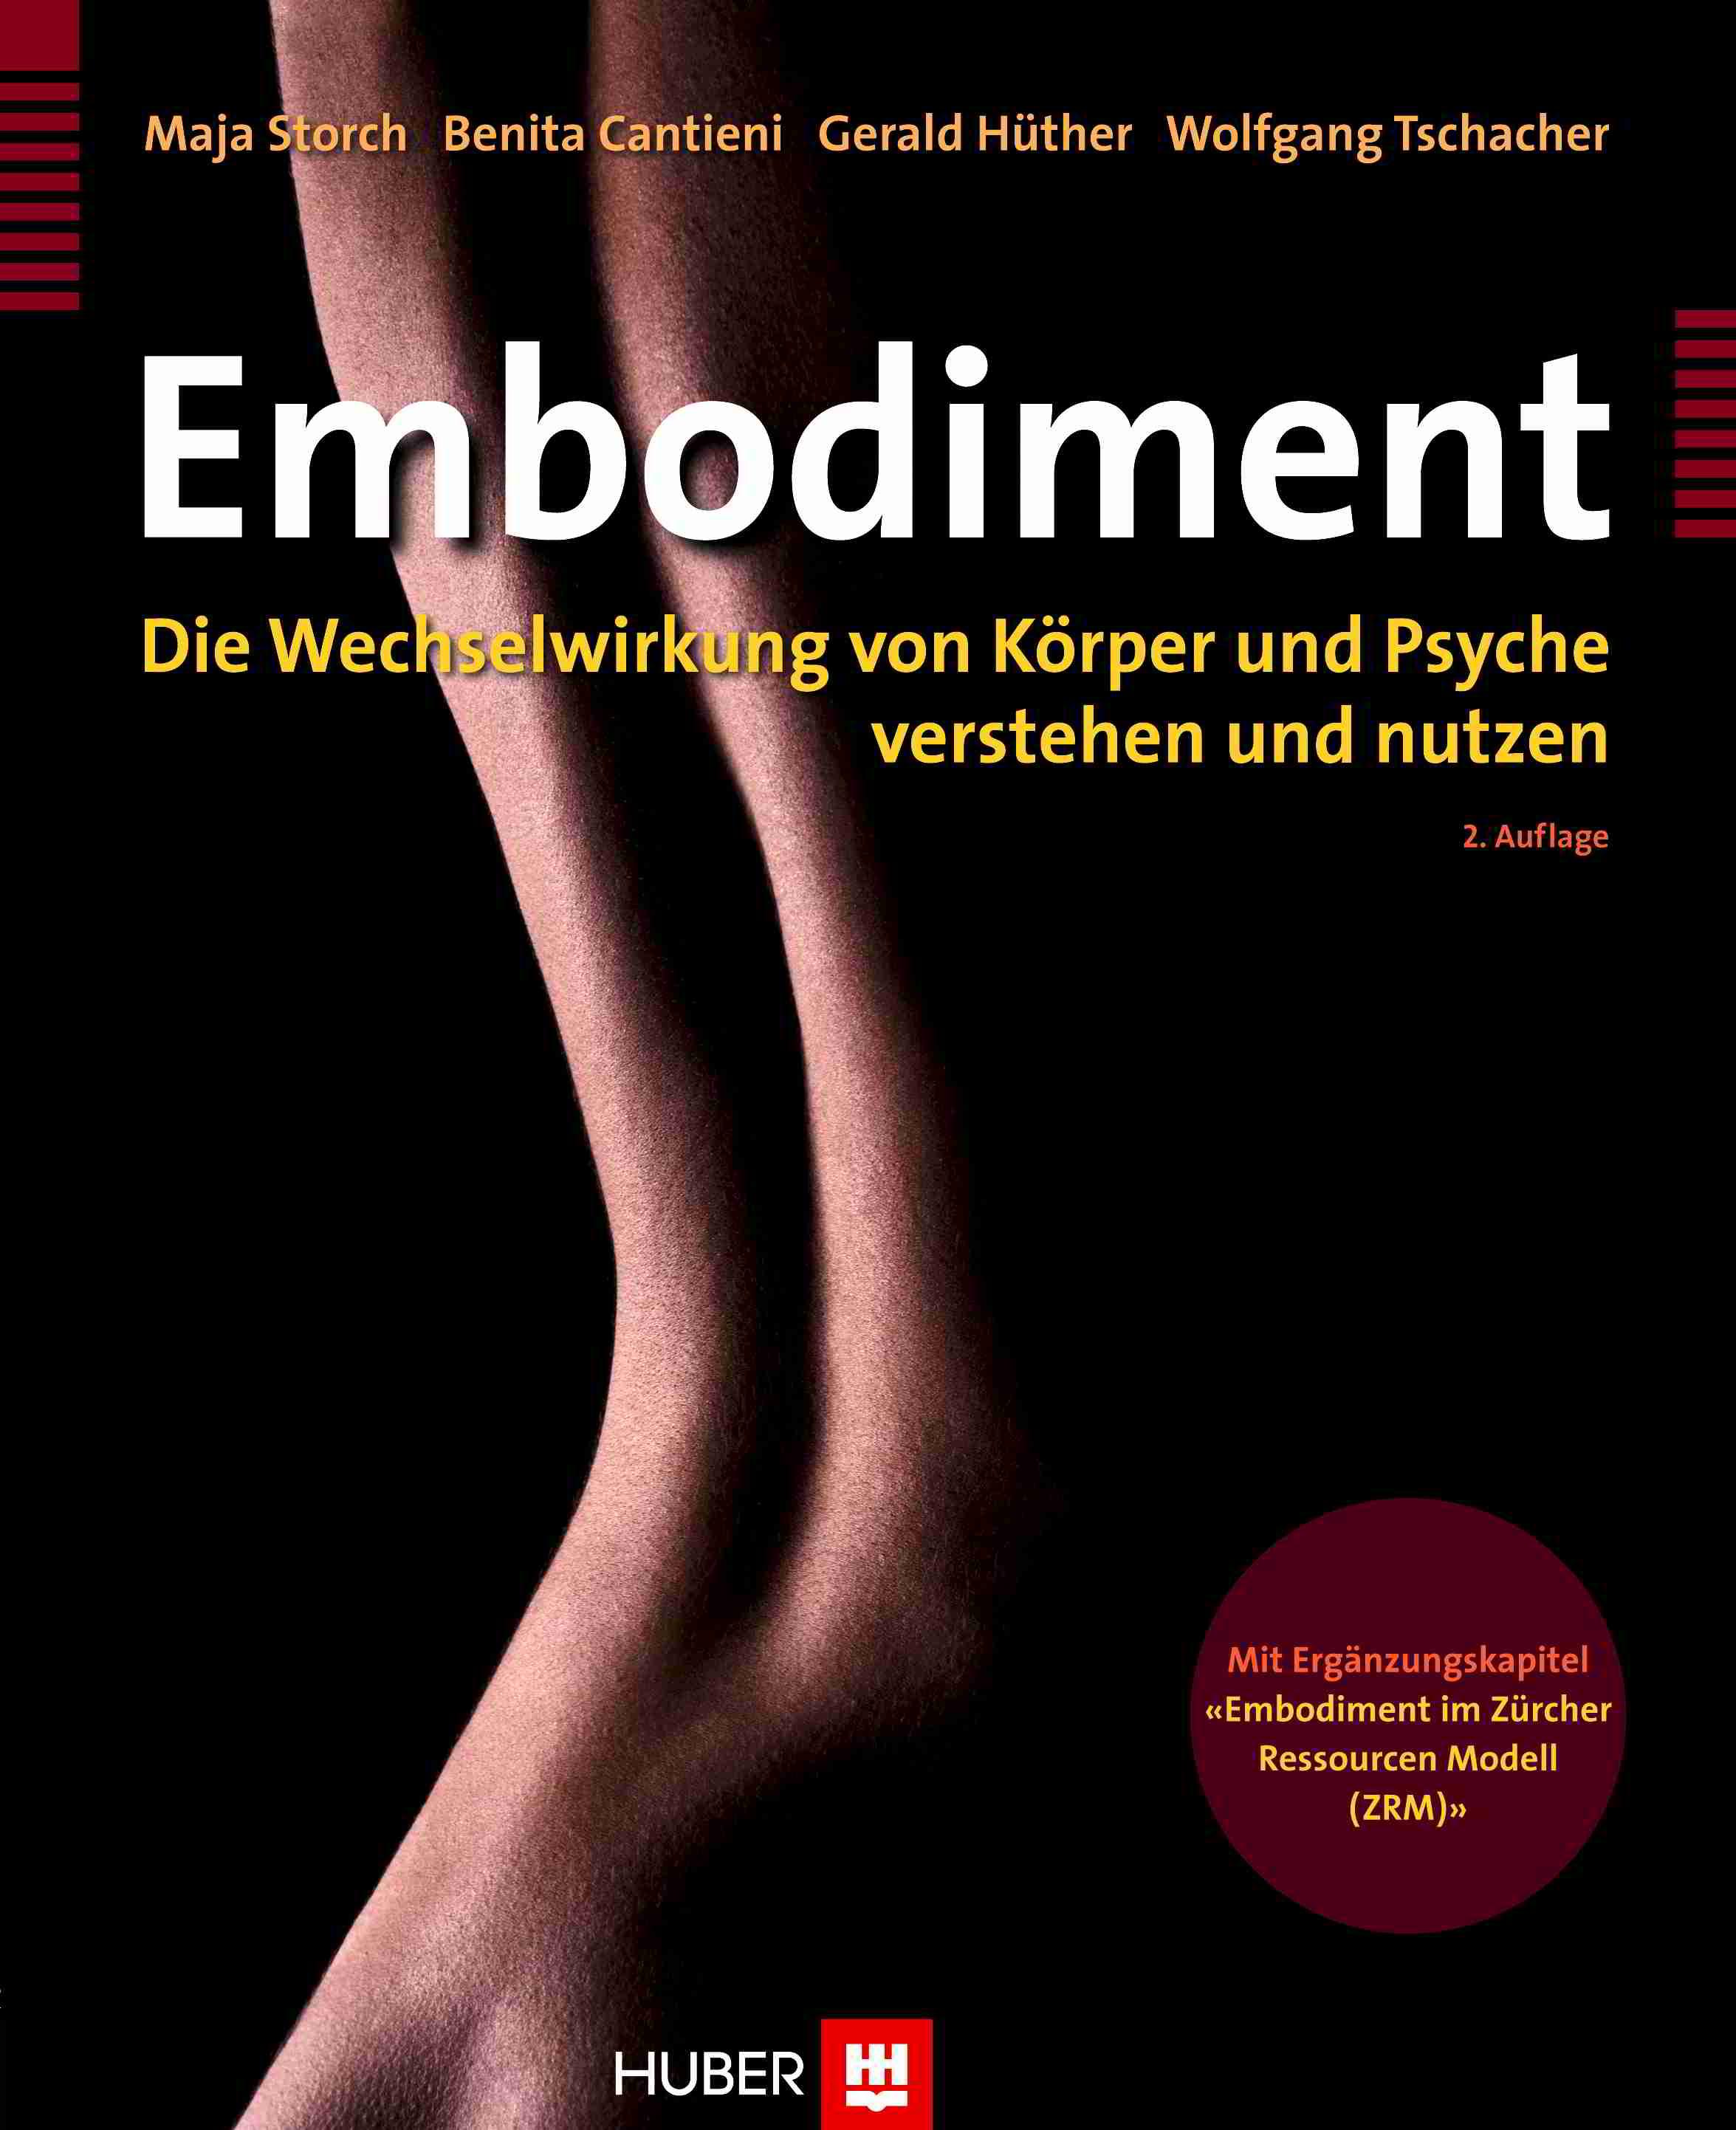 Maja Storch Benita Cantieni Gerald Hüther Wolfgang Tschacher
Embodiment
Die Wechselwirkung von Körper und Psyche
verstehen und nutzen
2. Auflage
Mit Ergänzungskapitel
«Embodiment im Zürcher
Ressourcen Modell
(ZRM)»
HUBER